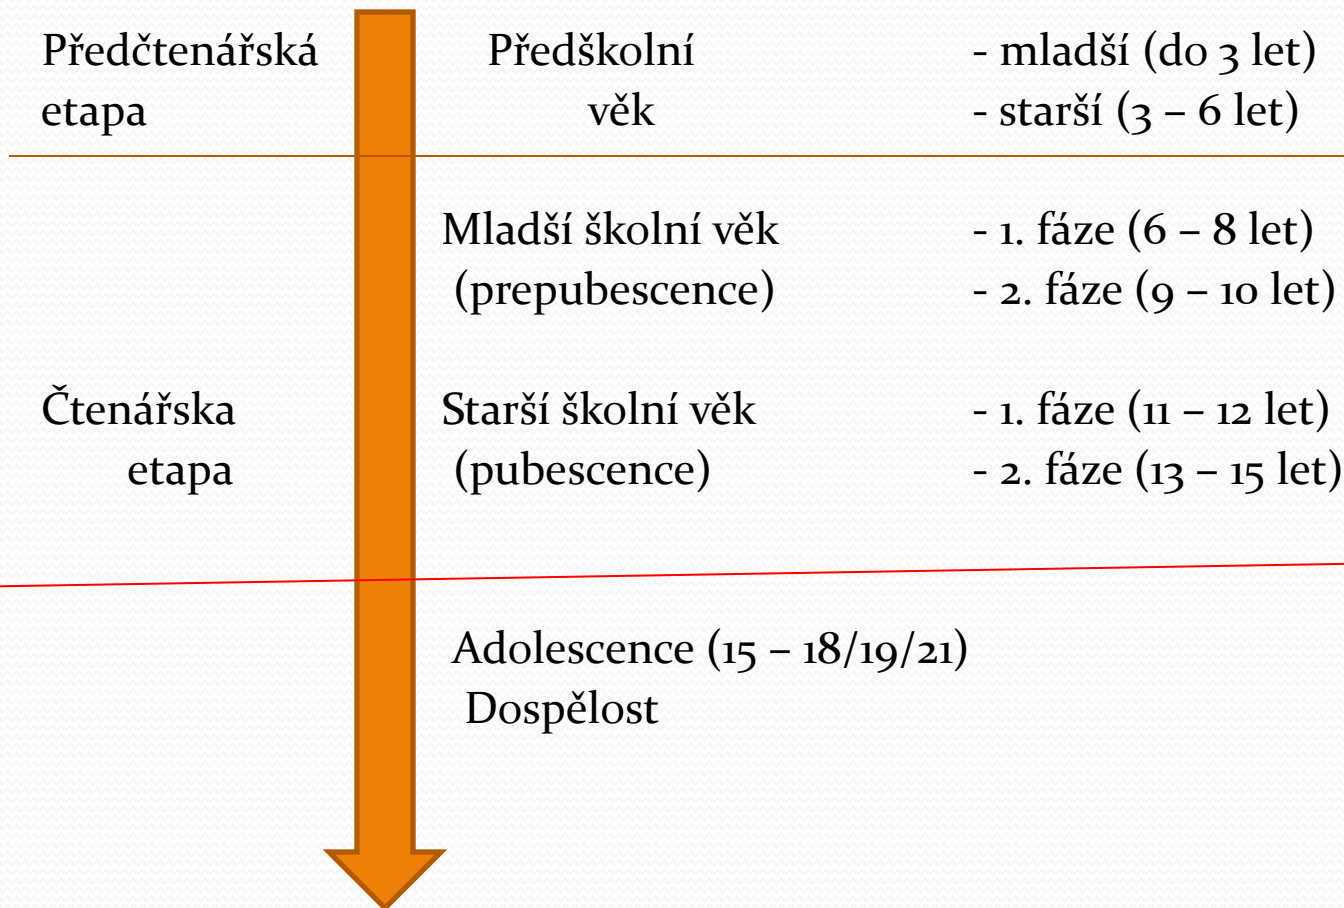 Předčtenářská Předškolní - mladší (do 3 let)
etapa věk - starší (3 – 6 let)
Mladší školní věk - 1. fáze (6 – 8 let)
(prepubescence) - 2. fáze (9 – 10 let)
Čtenářska Starší školní věk - 1. fáze (11 – 12 let)
etapa (pubescence) - 2. fáze (13 – 15 let)
Adolescence (15 – 18/19/21)
Dospělost